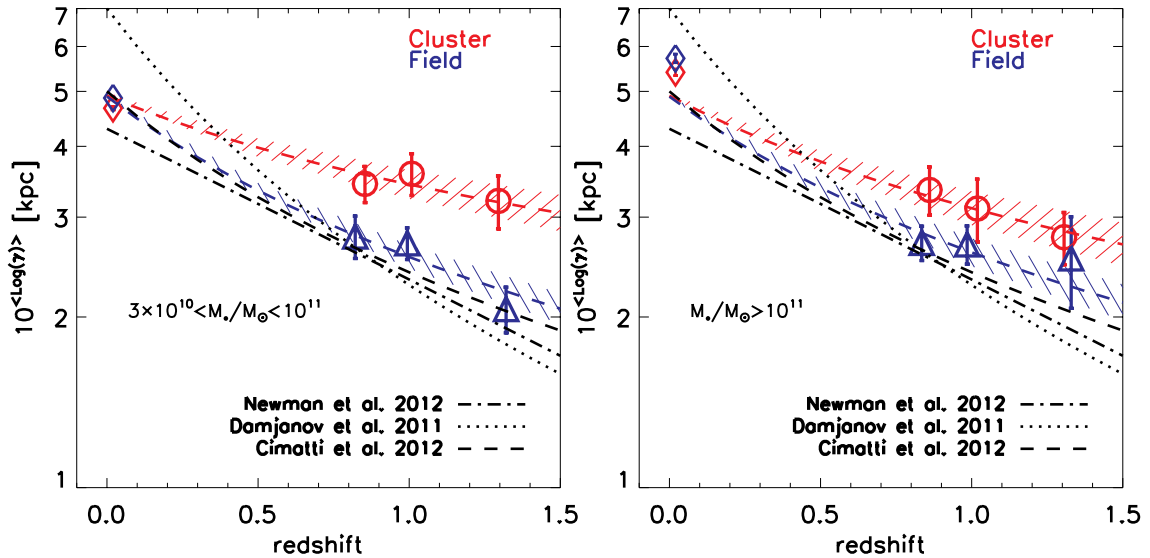 Cluster
Field
10^<Log(γ)> [kpc]
7
6
5
4
3
2
1
3×10^10<M⋆/M⊙<10^11
Newman et al. 2012
Damjanov et al. 2011
Cimatti et al. 2012
0.0 0.5 1.0 1.5
redshift
Cluster
Field
10^<Log(γ)> [kpc]
7
6
5
4
3
2
1
M⋆/M⊙>10^11
Newman et al. 2012
Damjanov et al. 2011
Cimatti et al. 2012
0.0 0.5 1.0 1.5
redshift